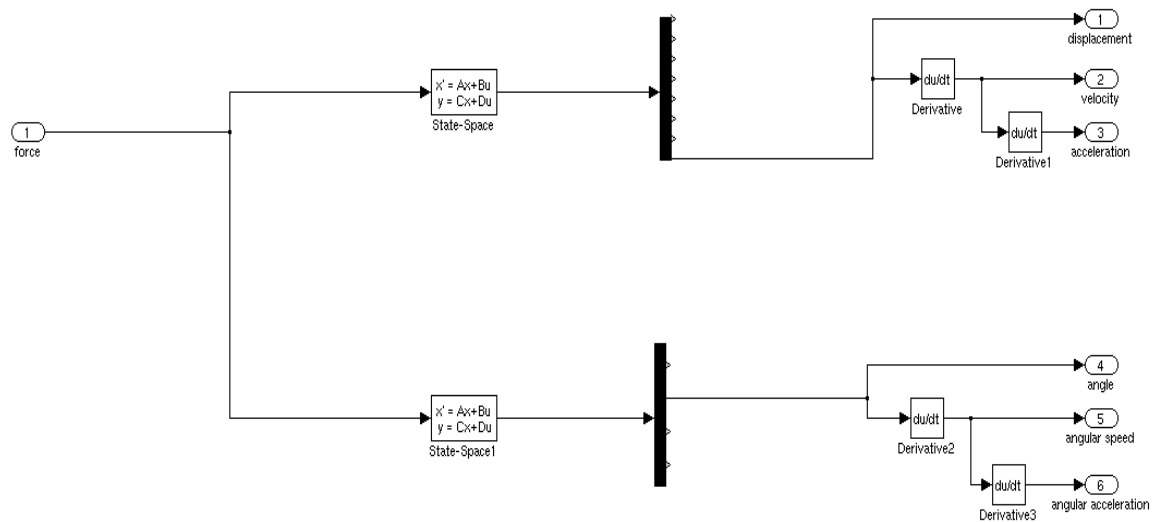 1
displacement
x' = Ax+Bu
y = Cx+Du
State-Space
du/dt
Derivative
2
velocity
1
force
du/dt
Derivative1
3
acceleration
4
angle
x' = Ax+Bu
y = Cx+Du
State-Space1
du/dt
Derivative2
5
angular speed
du/dt
Derivative3
6
angular acceleration